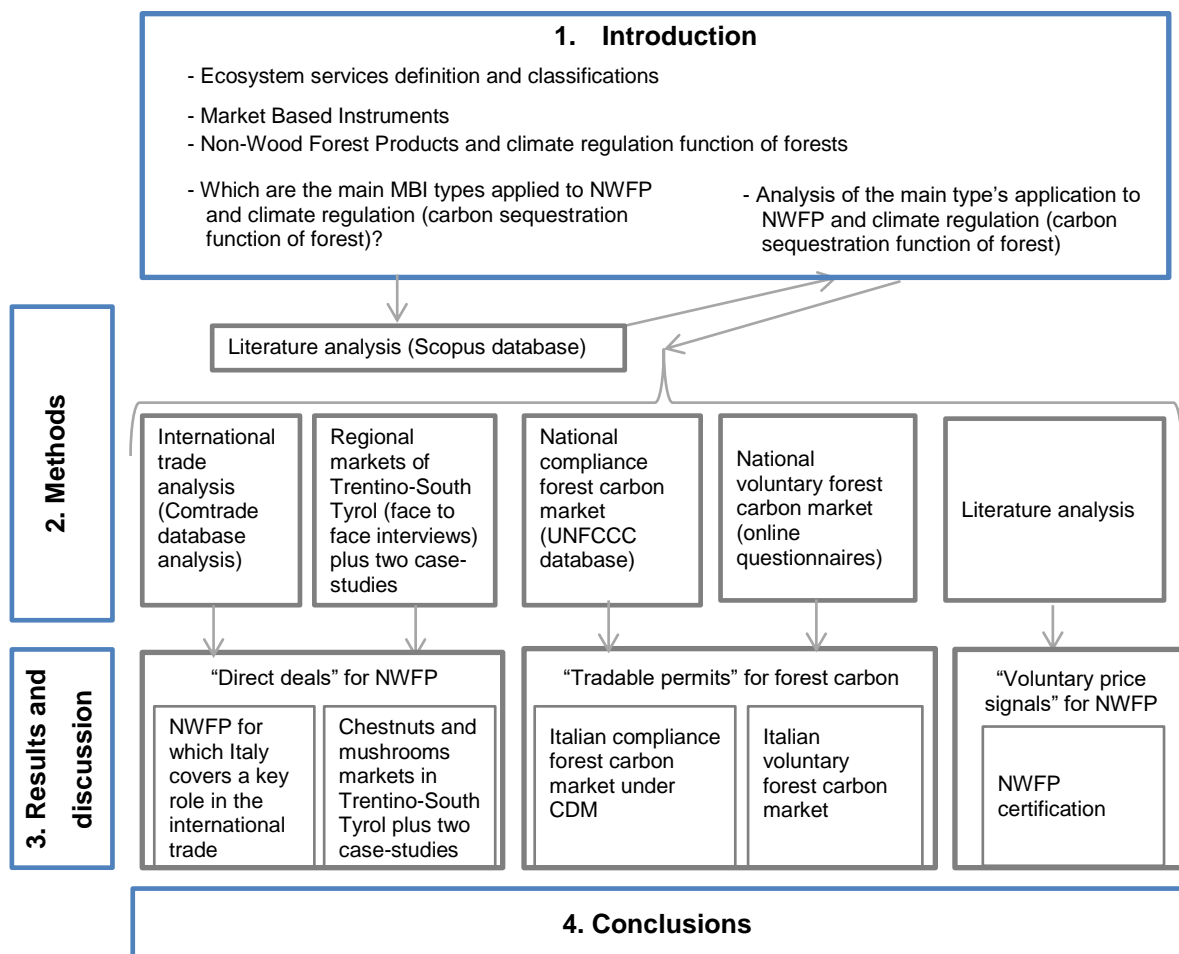 1. Introduction
- Ecosystem services definition and classifications
- Market Based Instruments
- Non-Wood Forest Products and climate regulation function of forests
- Which are the main MBI types applied to NWFP
and climate regulation (carbon sequestration
function of forest)?
- Analysis of the main type’s application to
NWFP and climate regulation (carbon
sequestration function of forest)
Literature analysis (Scopus database)
2. Methods
International
trade
analysis
(Comtrade
database
analysis)
Regional
markets of
Trentino-South
Tyrol (face to
face interviews)
plus two case-
studies
National
compliance
forest carbon
market
(UNFCCC
database)
National
voluntary forest
carbon market
(online
questionnaires)
Literature analysis
3. Results and
discussion
“Direct deals” for NWFP
NWFP for
which Italy
covers a key
role in the
international
trade
Chestnuts and
mushrooms
markets in
Trentino-South
Tyrol plus two
case-studies
“Tradable permits” for forest carbon
Italian compliance
forest carbon
market under
CDM
Italian
voluntary
forest carbon
market
“Voluntary price
signals” for NWFP
NWFP
certification
4. Conclusions